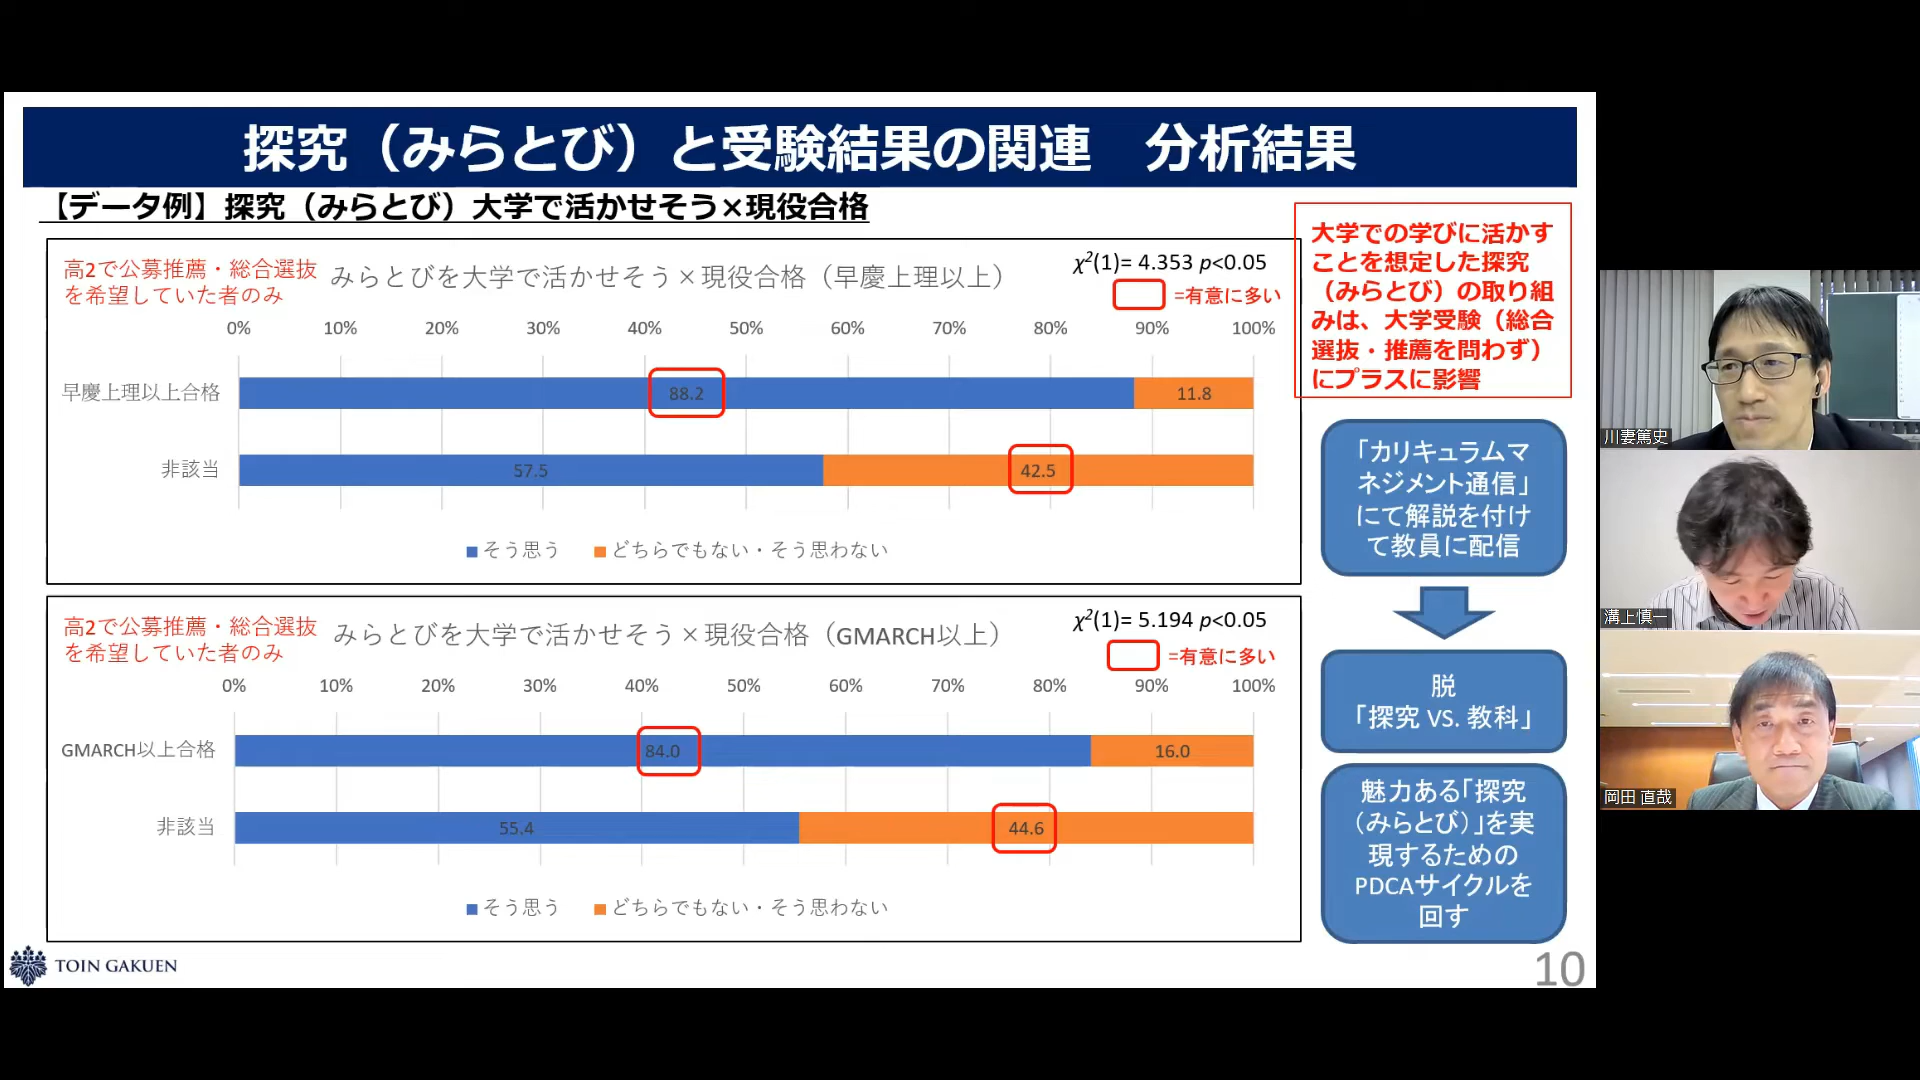 探究（みらとび）と受験結果の関連　分析結果
【データ例】探究（みらとび）大学で活かせそう×現役合格
高2で公募推薦・総合選抜
を希望していた者のみ
みらとびを大学で活かせそう×現役合格（早慶上理以上）
χ²(1)= 4.353 p<0.05
=有意に多い
0% 10% 20% 30% 40% 50% 60% 70% 80% 90% 100%
早慶上理以上合格 88.2 11.8
非該当 57.5 42.5
そう思う どちらでもない・そう思わない
高2で公募推薦・総合選抜
を希望していた者のみ
みらとびを大学で活かせそう×現役合格（GMARCH以上）
χ²(1)= 5.194 p<0.05
=有意に多い
0% 10% 20% 30% 40% 50% 60% 70% 80% 90% 100%
GMARCH以上合格 84.0 16.0
非該当 55.4 44.6
そう思う どちらでもない・そう思わない
大学での学びに活かす
ことを想定した探究
（みらとび）の取り組
みは、大学受験（総合
選抜・推薦を問わず）
にプラスに影響
「カリキュラムマ
ネジメント通信」
にて解説を付け
て教員に配信
脱
「探究 VS. 教科」
魅力ある「探究
（みらとび）」を実
現するための
PDCAサイクルを
回す
TOIN GAKUEN
10
川妻篤史
溝上慎一
岡田 直哉